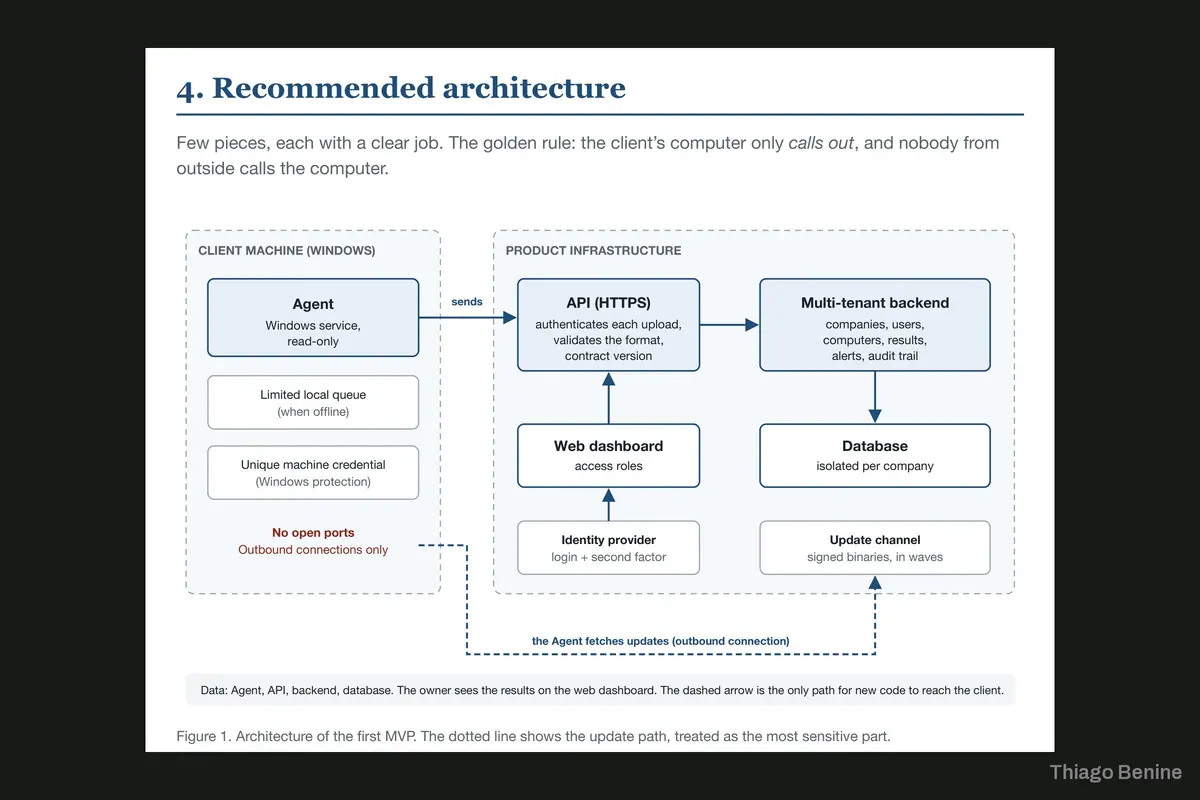 4. Recommended architecture
Few pieces, each with a clear job. The golden rule: the client’s computer only calls out, and nobody from
outside calls the computer.
CLIENT MACHINE (WINDOWS)
Agent
Windows service,
read-only
Limited local queue
(when offline)
Unique machine credential
(Windows protection)
No open ports
Outbound connections only
sends
PRODUCT INFRASTRUCTURE
API (HTTPS)
authenticates each upload,
validates the format,
contract version
Multi-tenant backend
companies, users,
computers, results,
alerts, audit trail
Web dashboard
access roles
Database
isolated per company
Identity provider
login + second factor
Update channel
signed binaries, in waves
the Agent fetches updates (outbound connection)
Data: Agent, API, backend, database. The owner sees the results on the web dashboard. The dashed arrow is the only path for new code to reach the client.
Figure 1. Architecture of the first MVP. The dotted line shows the update path, treated as the most sensitive part.
Thiago Benine